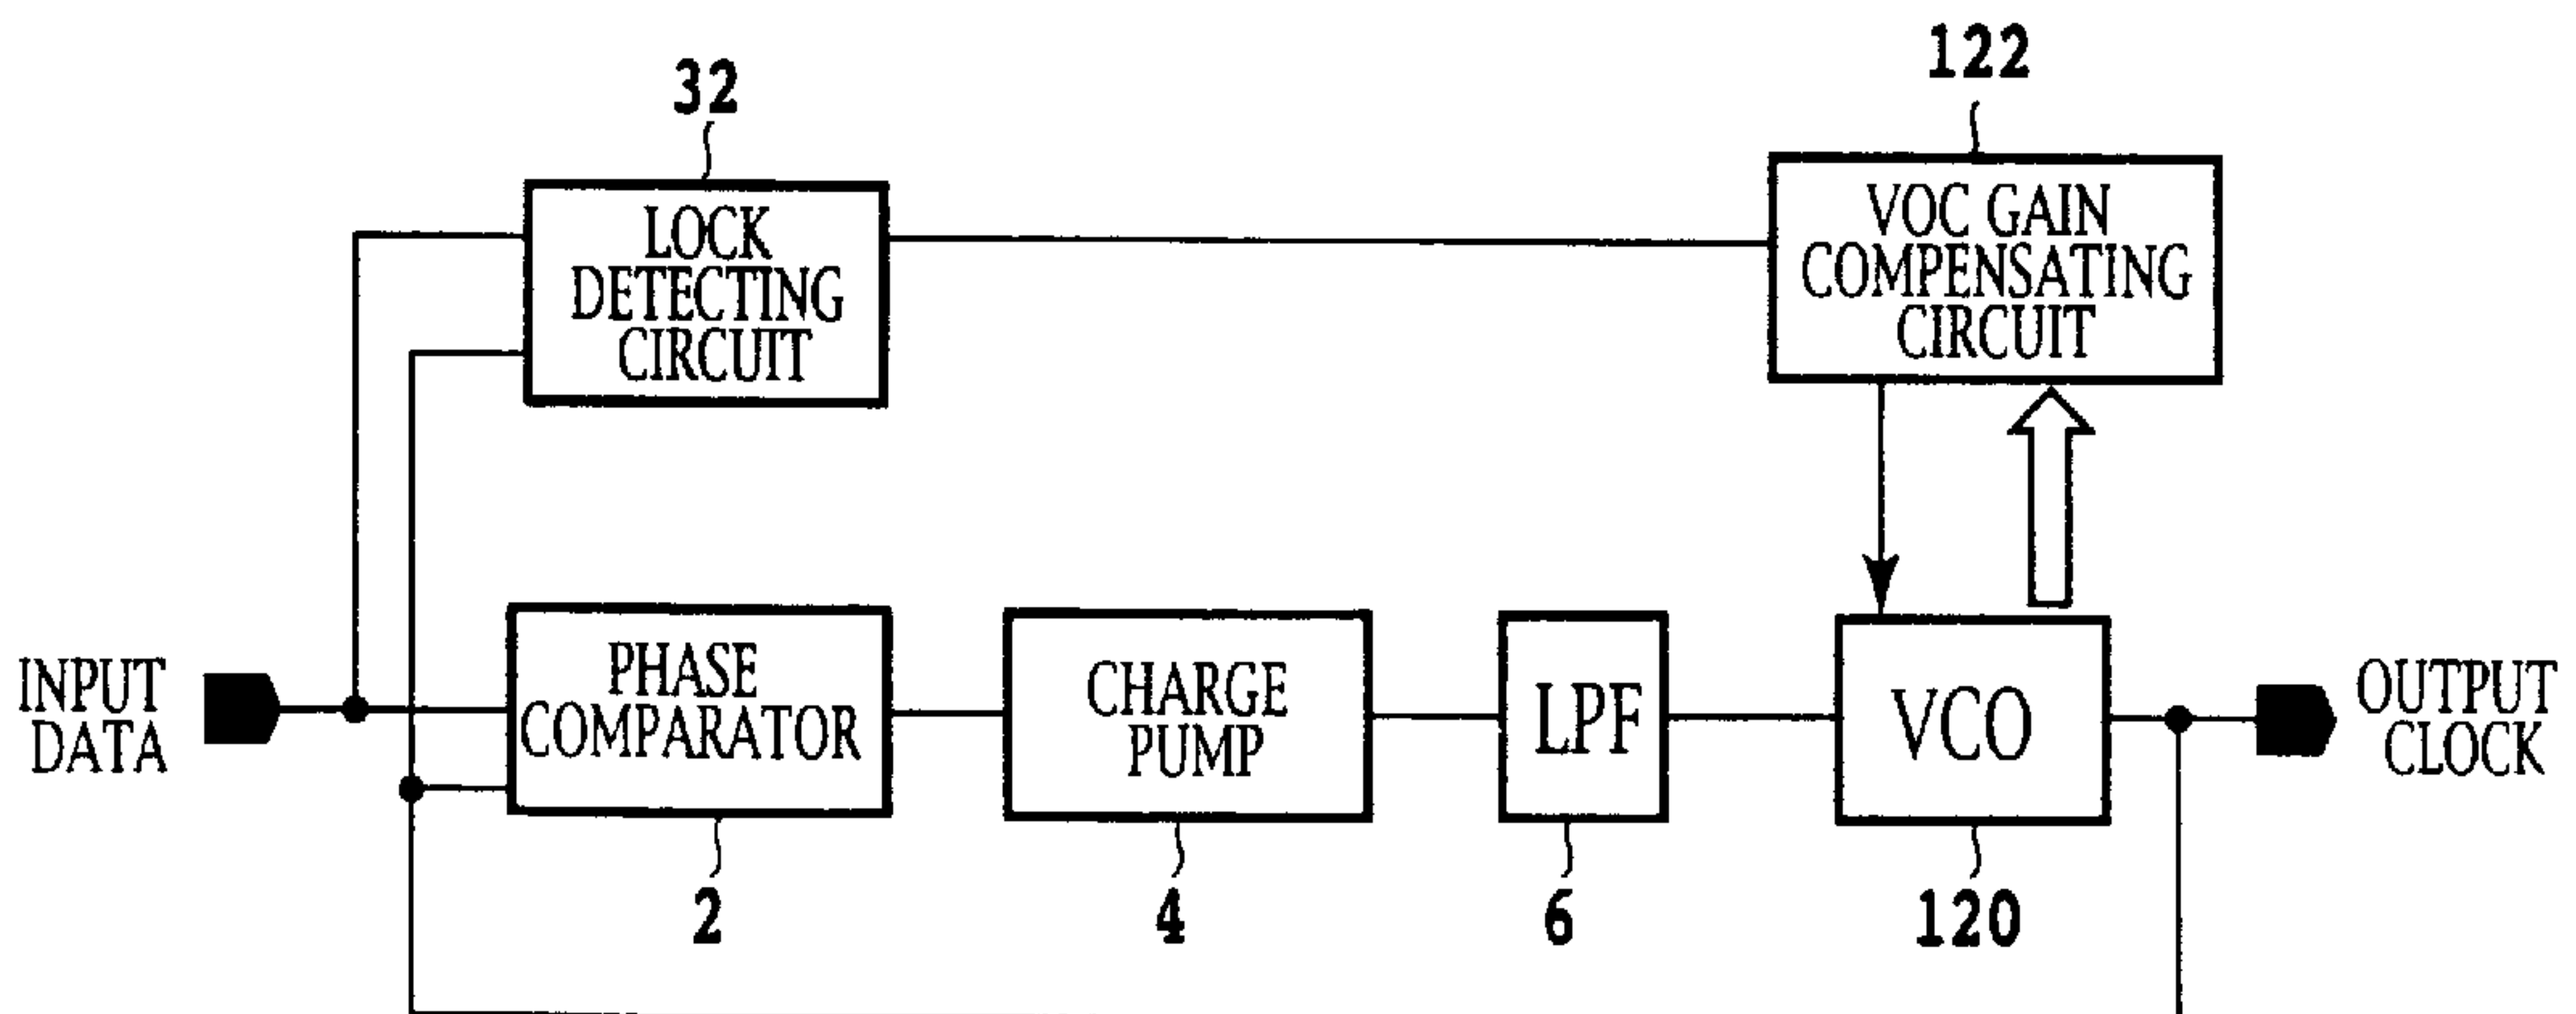 32
122
LOCK
DETECTING
CIRCUIT
VOC GAIN
COMPENSATING
CIRCUIT
INPUT
DATA
PHASE
COMPARATOR
CHARGE
PUMP
LPF
VCO
OUTPUT
CLOCK
2
4
6
120